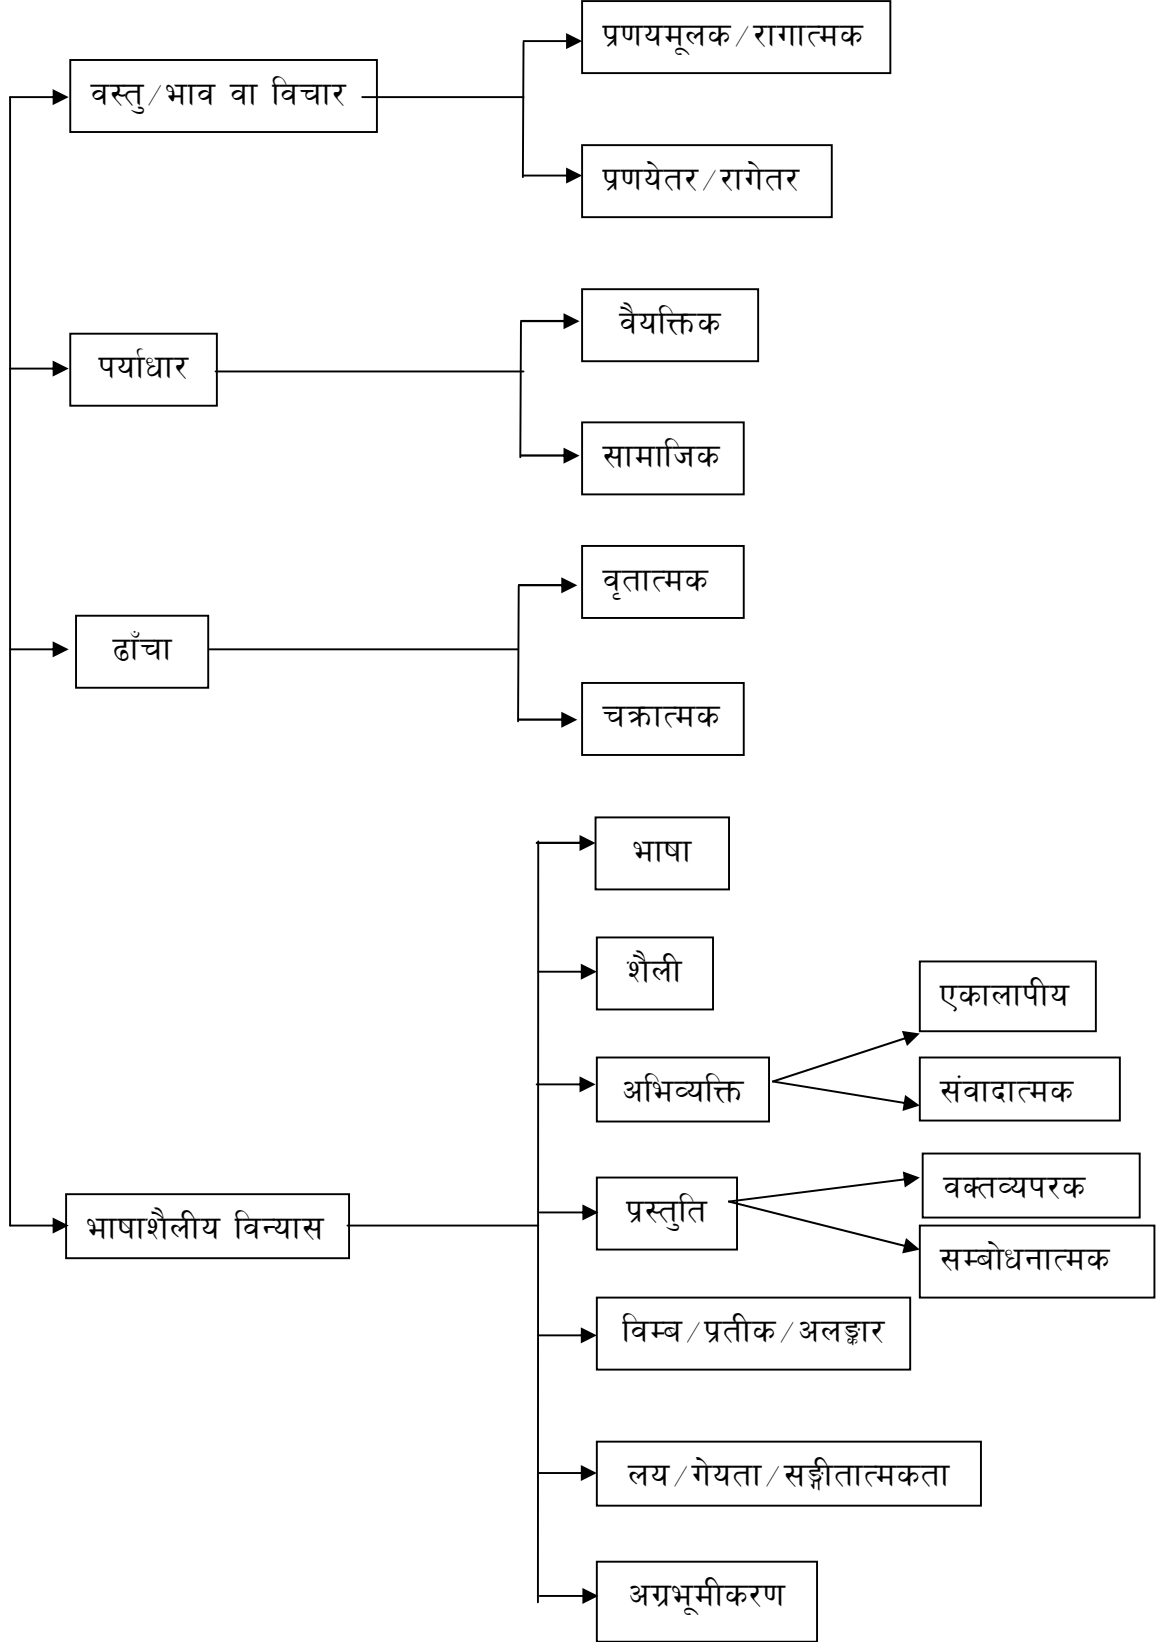 प्रणयमूलक/रागात्मक
वस्तु/भाव वा विचार
प्रणयेतर/रागेतर
वैयक्तिक
पर्याधार
सामाजिक
वृतात्मक
ढाँचा
चक्रात्मक
भाषा
शैली
एकालापीय
अभिव्यक्ति
संवादात्मक
वक्तव्यपरक
प्रस्तुति
भाषाशैलीय विन्यास
सम्बोधनात्मक
विम्ब/प्रतीक/अलङ्कार
लय/गेयता/सङ्गीतात्मकता
अग्रभूमीकरण